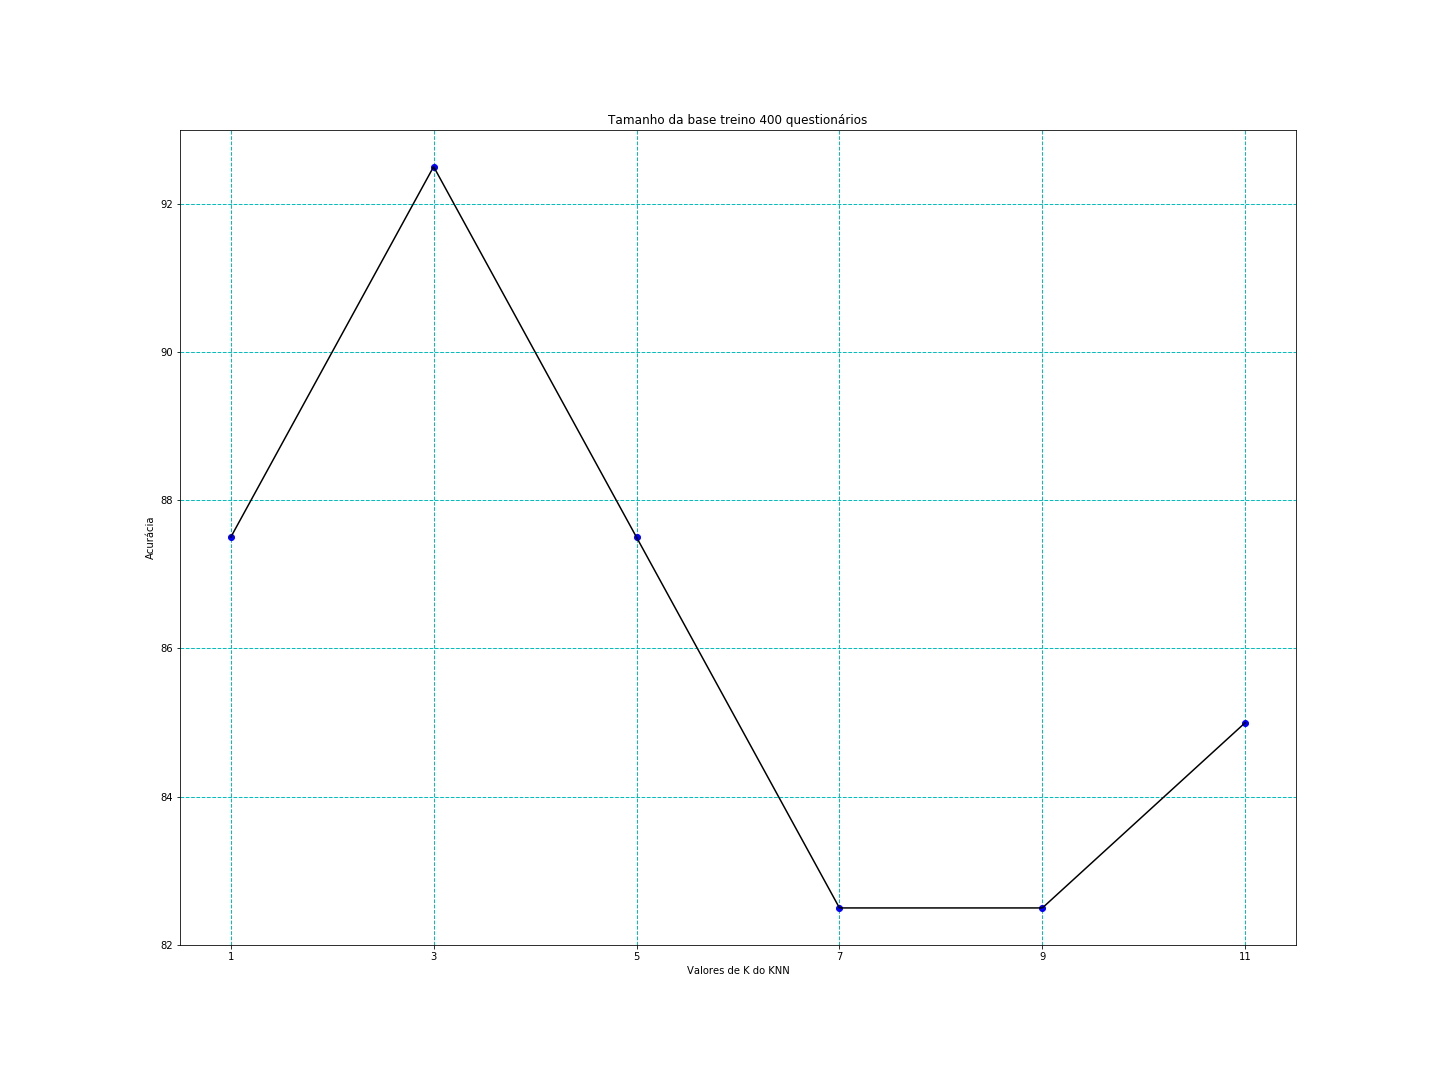 Tamanho da base treino 400 questionários
92
90
88
86
84
82
Acurácia
1 3 5 7 9 11
Valores de K do KNN